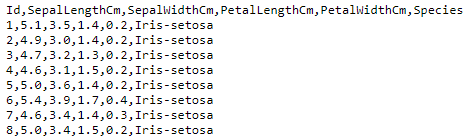 Id,SepalLengthCm,SepalWidthCm,PetalLengthCm,PetalWidthCm,Species
1,5.1,3.5,1.4,0.2,Iris-setosa
2,4.9,3.0,1.4,0.2,Iris-setosa
3,4.7,3.2,1.3,0.2,Iris-setosa
4,4.6,3.1,1.5,0.2,Iris-setosa
5,5.0,3.6,1.4,0.2,Iris-setosa
6,5.4,3.9,1.7,0.4,Iris-setosa
7,4.6,3.4,1.4,0.3,Iris-setosa
8,5.0,3.4,1.5,0.2,Iris-setosa